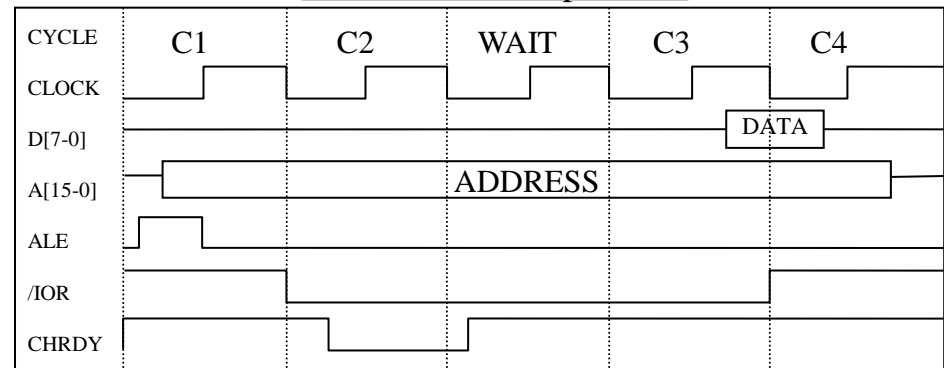 CYCLE C1 C2 WAIT C3 C4
CLOCK
D[7-0] DATA
A[15-0] ADDRESS
ALE
/IOR
CHRDY